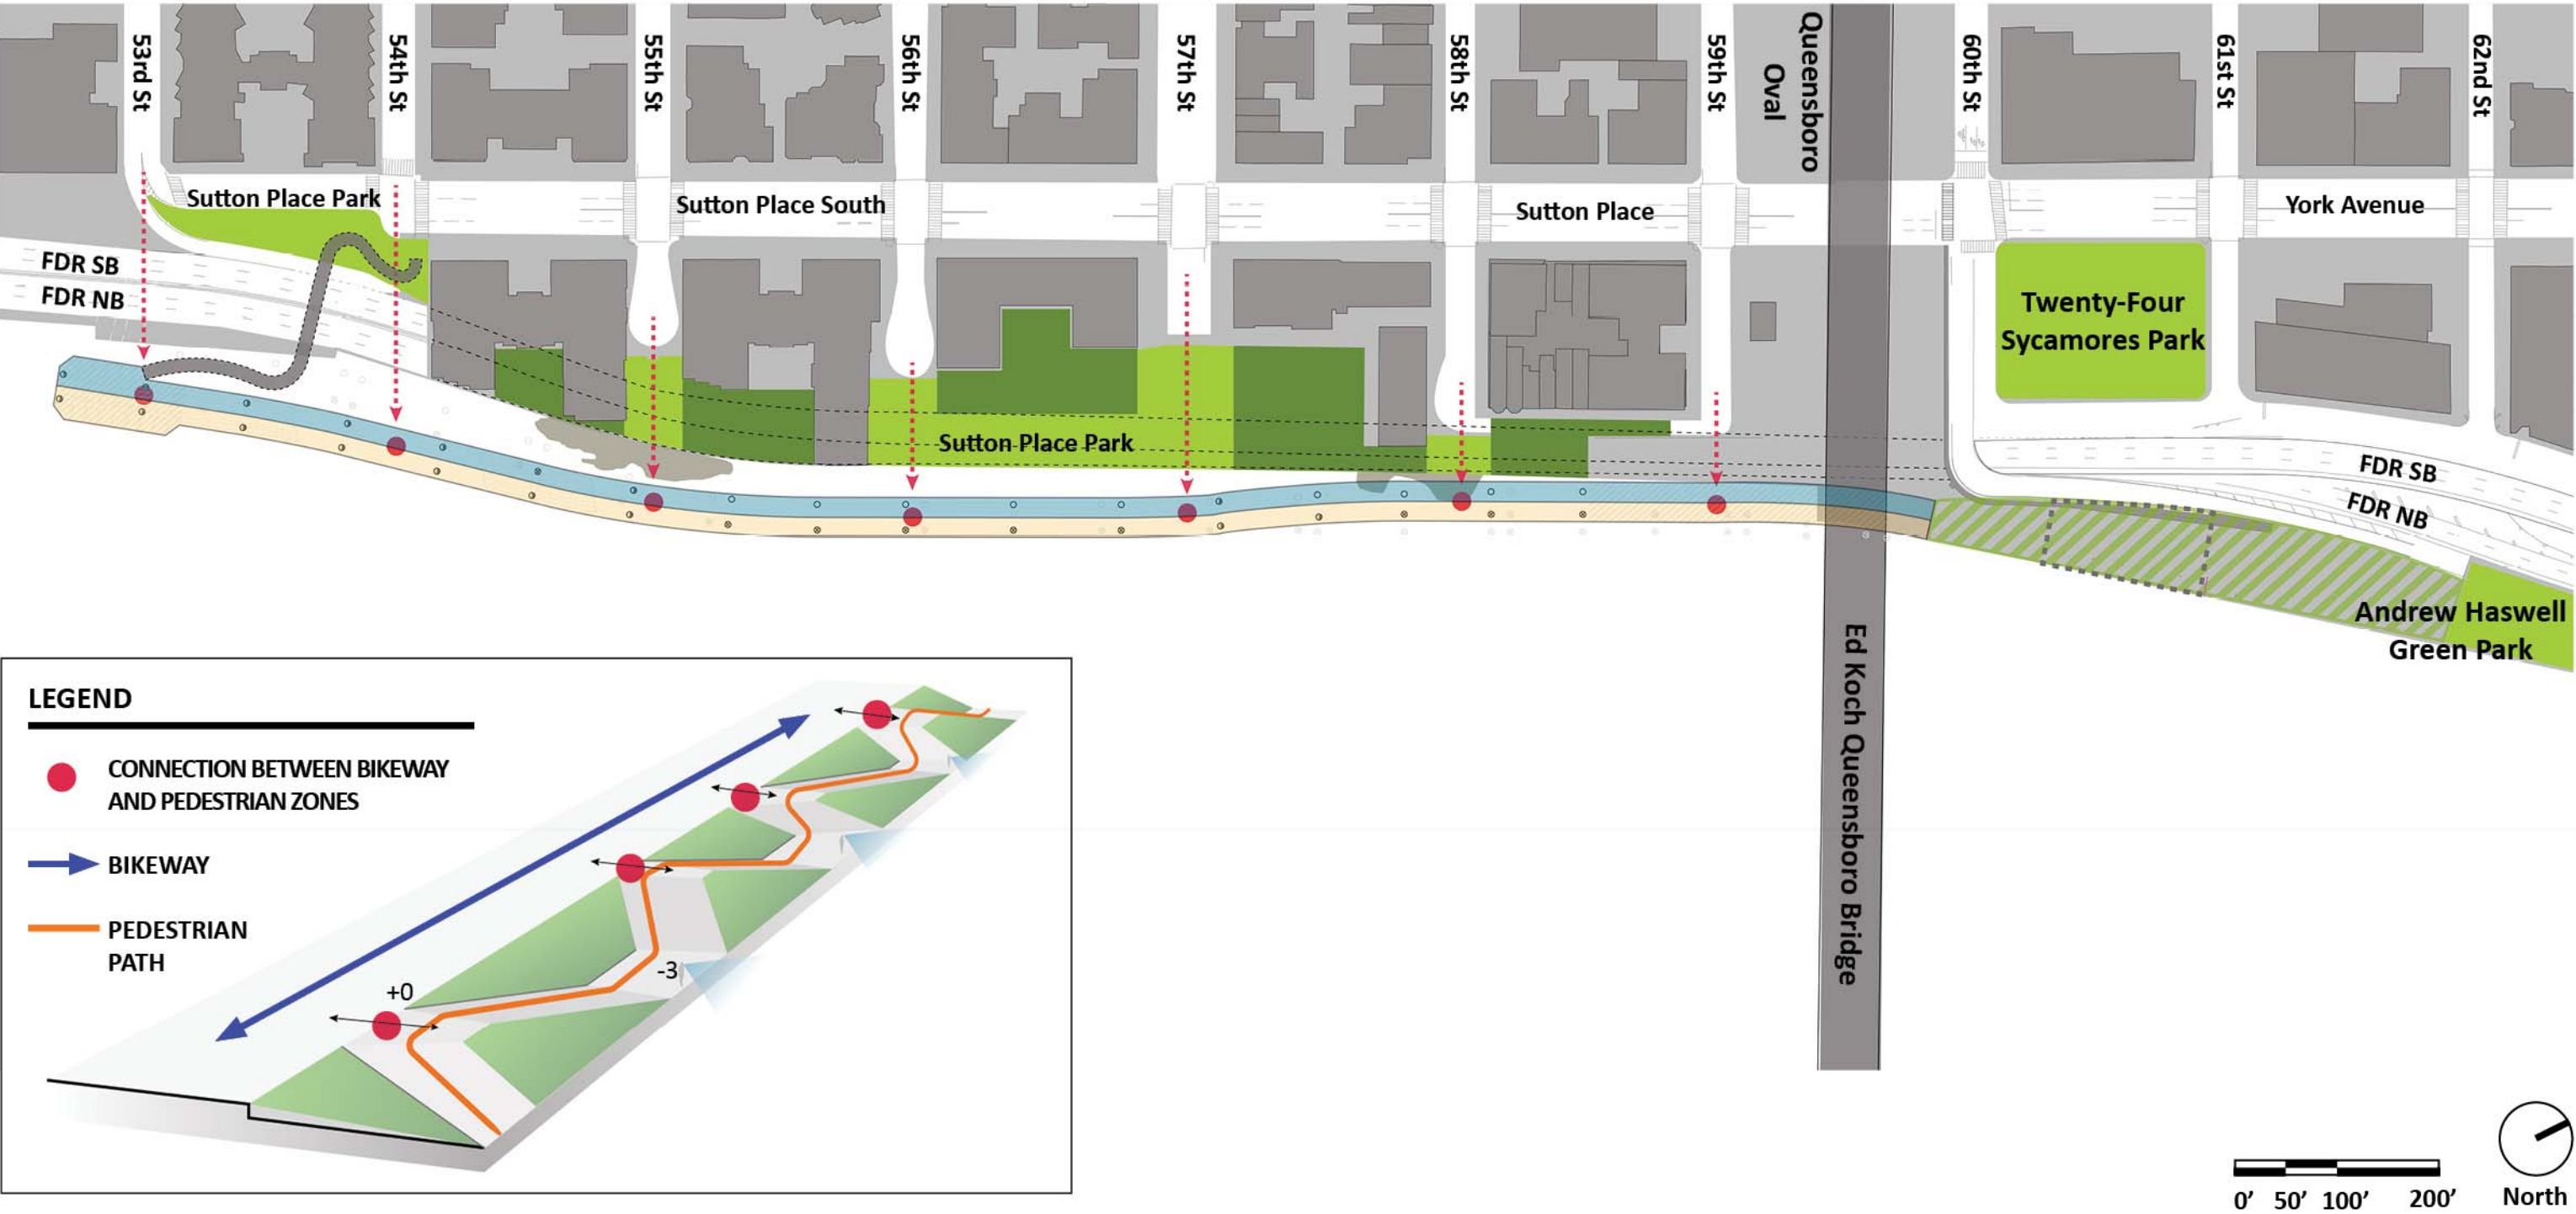 53rd St
54th St
55th St
56th St
57th St
58th St
59th St
Queensboro
Oval
60th St
61st St
62nd St
Sutton Place Park
Sutton Place South
Sutton Place
York Avenue
FDR SB
FDR NB
Twenty-Four
Sycamores Park
Sutton Place Park
FDR SB
FDR NB
Andrew Haswell
Green Park
Ed Koch Queensboro Bridge
LEGEND
CONNECTION BETWEEN BIKEWAY
AND PEDESTRIAN ZONES
BIKEWAY
PEDESTRIAN
PATH
+0
-3
0' 50' 100' 200'
North